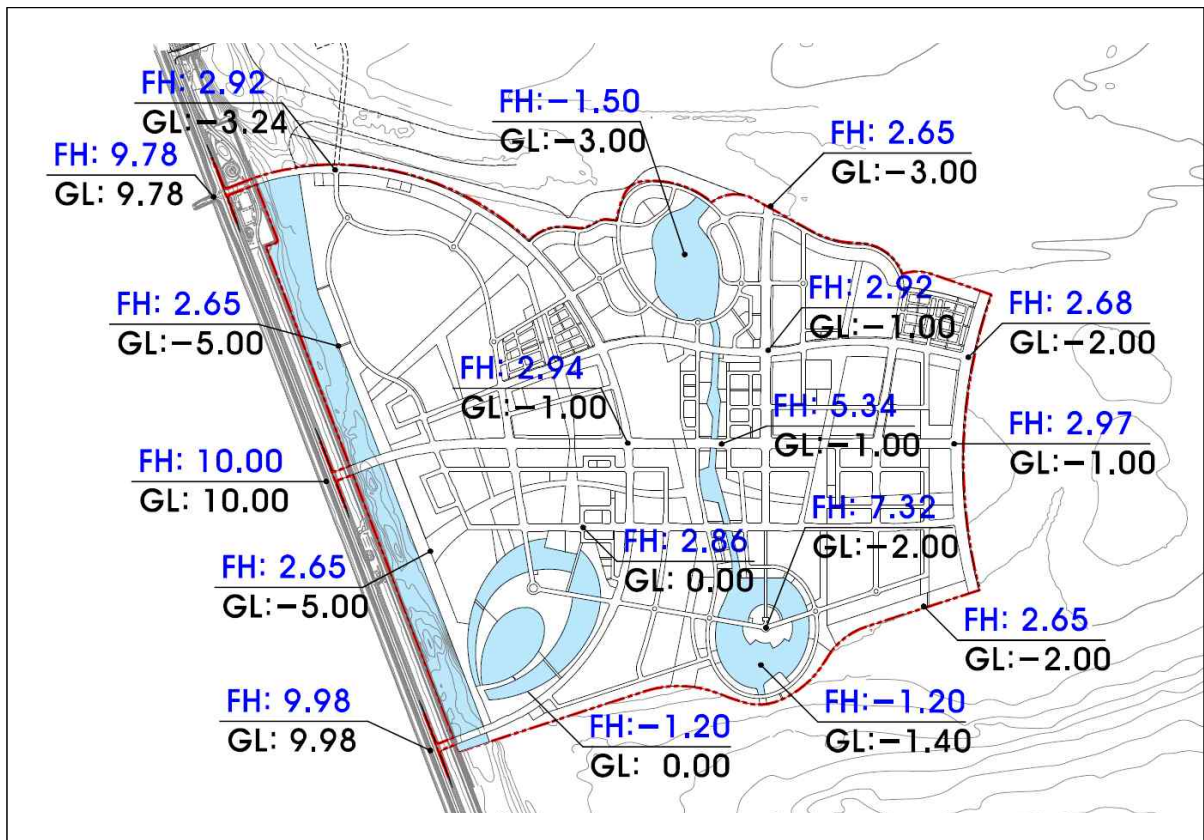 FH: 2.92
GL:-3.24
FH:-1.50
GL:-3.00
FH: 2.65
GL:-3.00
FH: 9.78
GL: 9.78
FH: 2.65
GL:-5.00
FH: 2.92
GL:-1.00
FH: 2.68
GL:-2.00
FH: 2.94
GL:-1.00
FH: 5.34
GL:-1.00
FH: 2.97
GL:-1.00
FH: 10.00
GL: 10.00
FH: 7.32
GL:-2.00
FH: 2.86
GL: 0.00
FH: 2.65
GL:-5.00
FH: 2.65
GL:-2.00
FH: 9.98
GL: 9.98
FH:-1.20
GL: 0.00
FH:-1.20
GL:-1.40